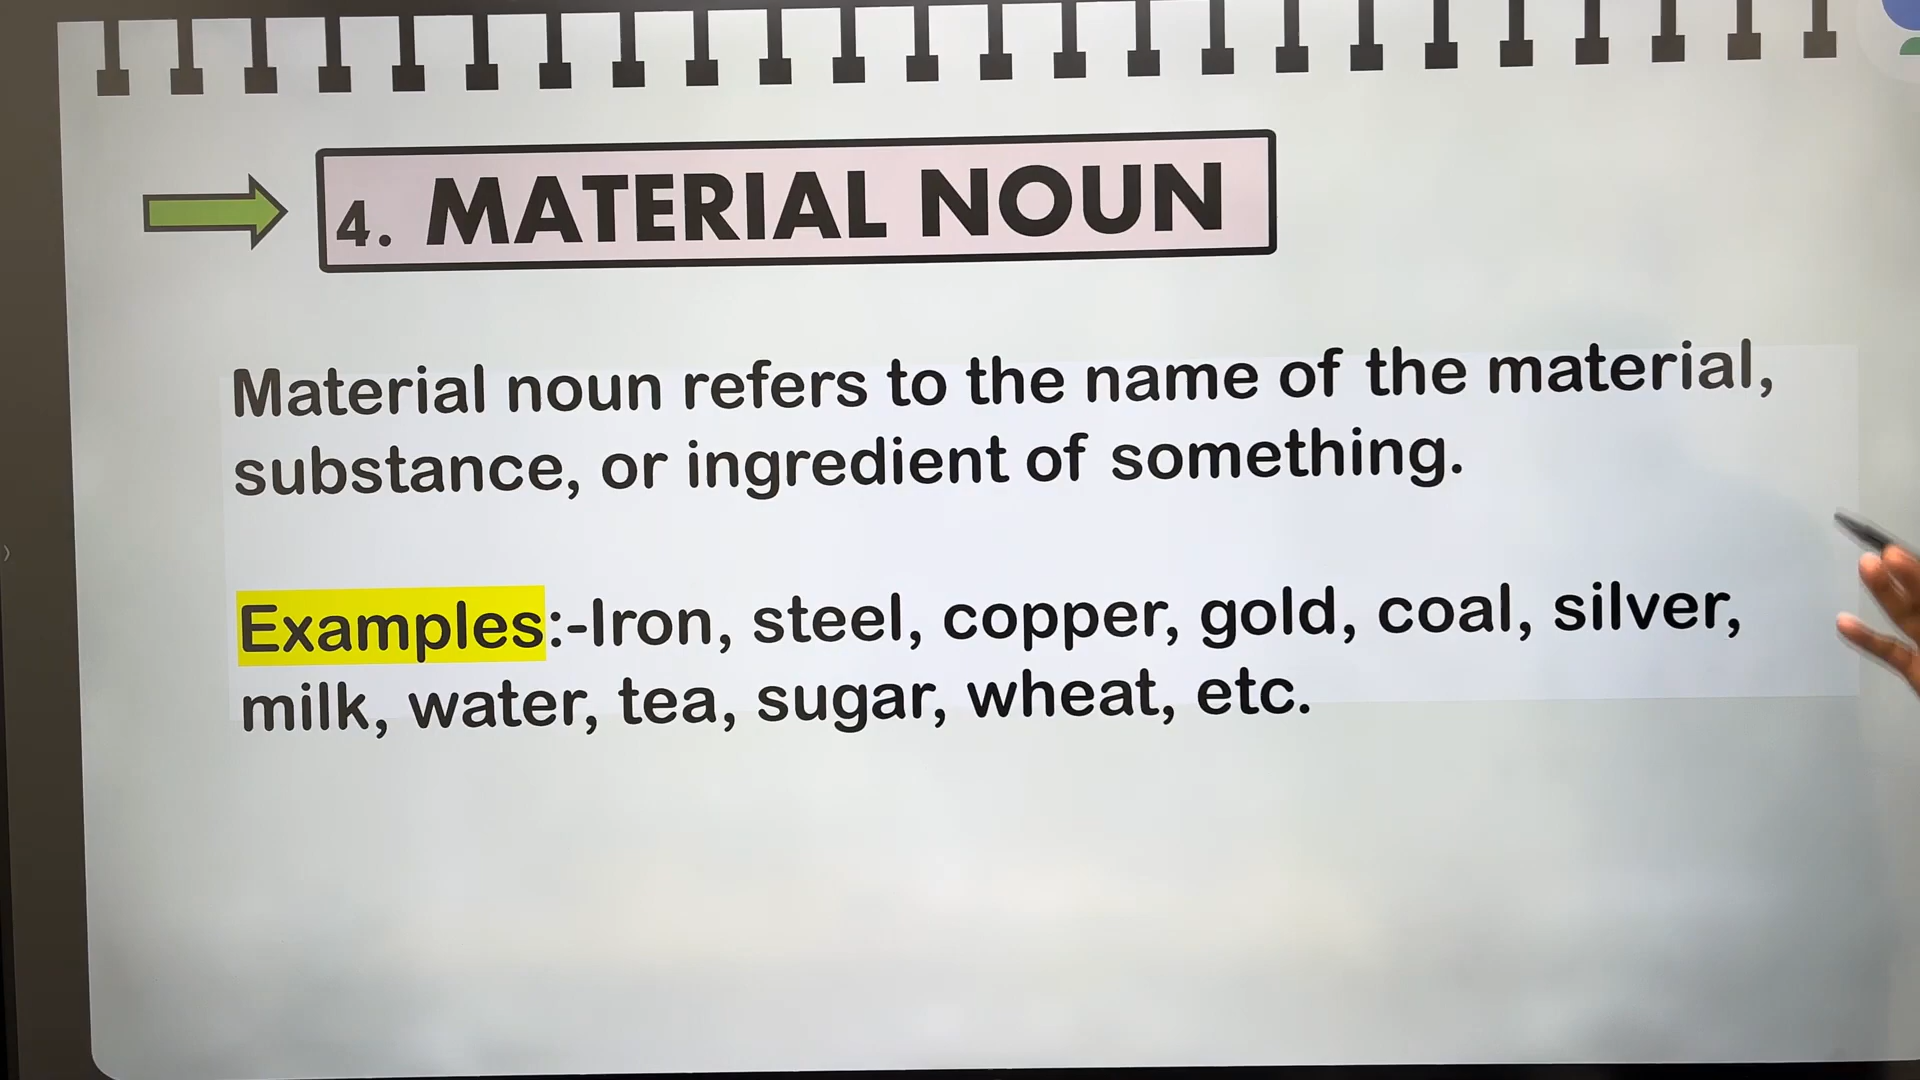 4. MATERIAL NOUN
Material noun refers to the name of the material,
substance, or ingredient of something.
Examples:-Iron, steel, copper, gold, coal, silver,
milk, water, tea, sugar, wheat, etc.